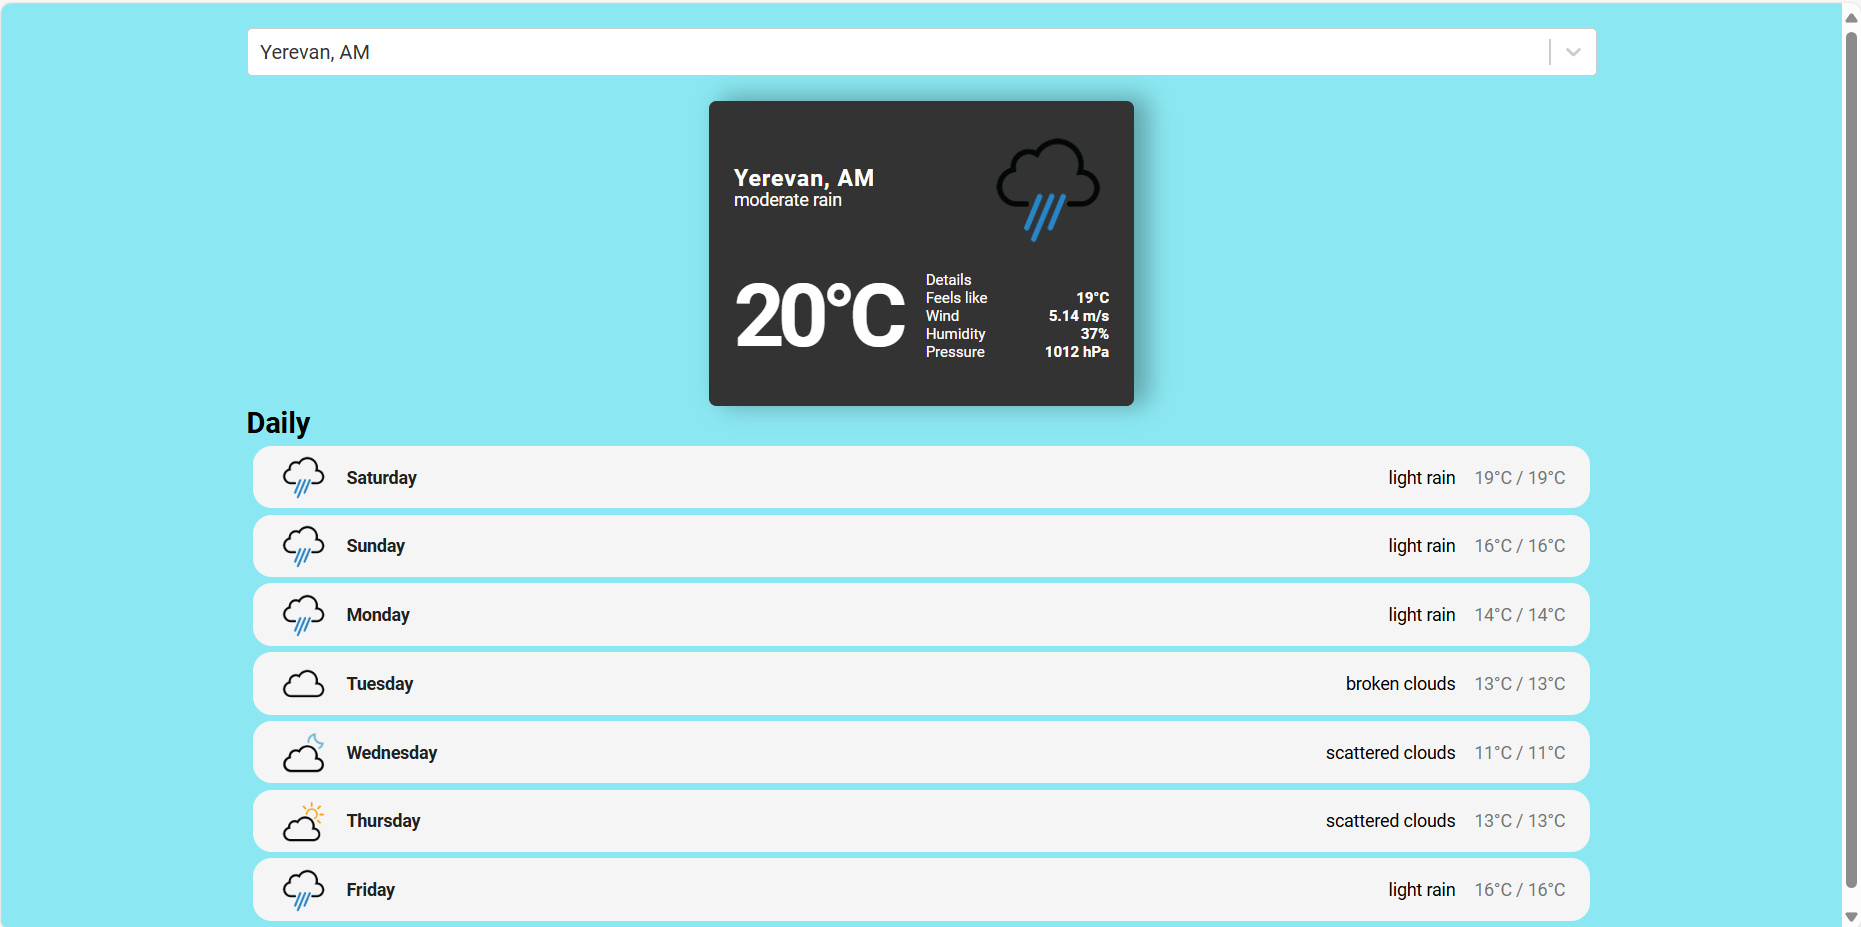 Yerevan, AM
Yerevan, AM
moderate rain
20°C
Details
Feels like 19°C
Wind 5.14 m/s
Humidity 37%
Pressure 1012 hPa
Daily
Saturday light rain 19°C / 19°C
Sunday light rain 16°C / 16°C
Monday light rain 14°C / 14°C
Tuesday broken clouds 13°C / 13°C
Wednesday scattered clouds 11°C / 11°C
Thursday scattered clouds 13°C / 13°C
Friday light rain 16°C / 16°C